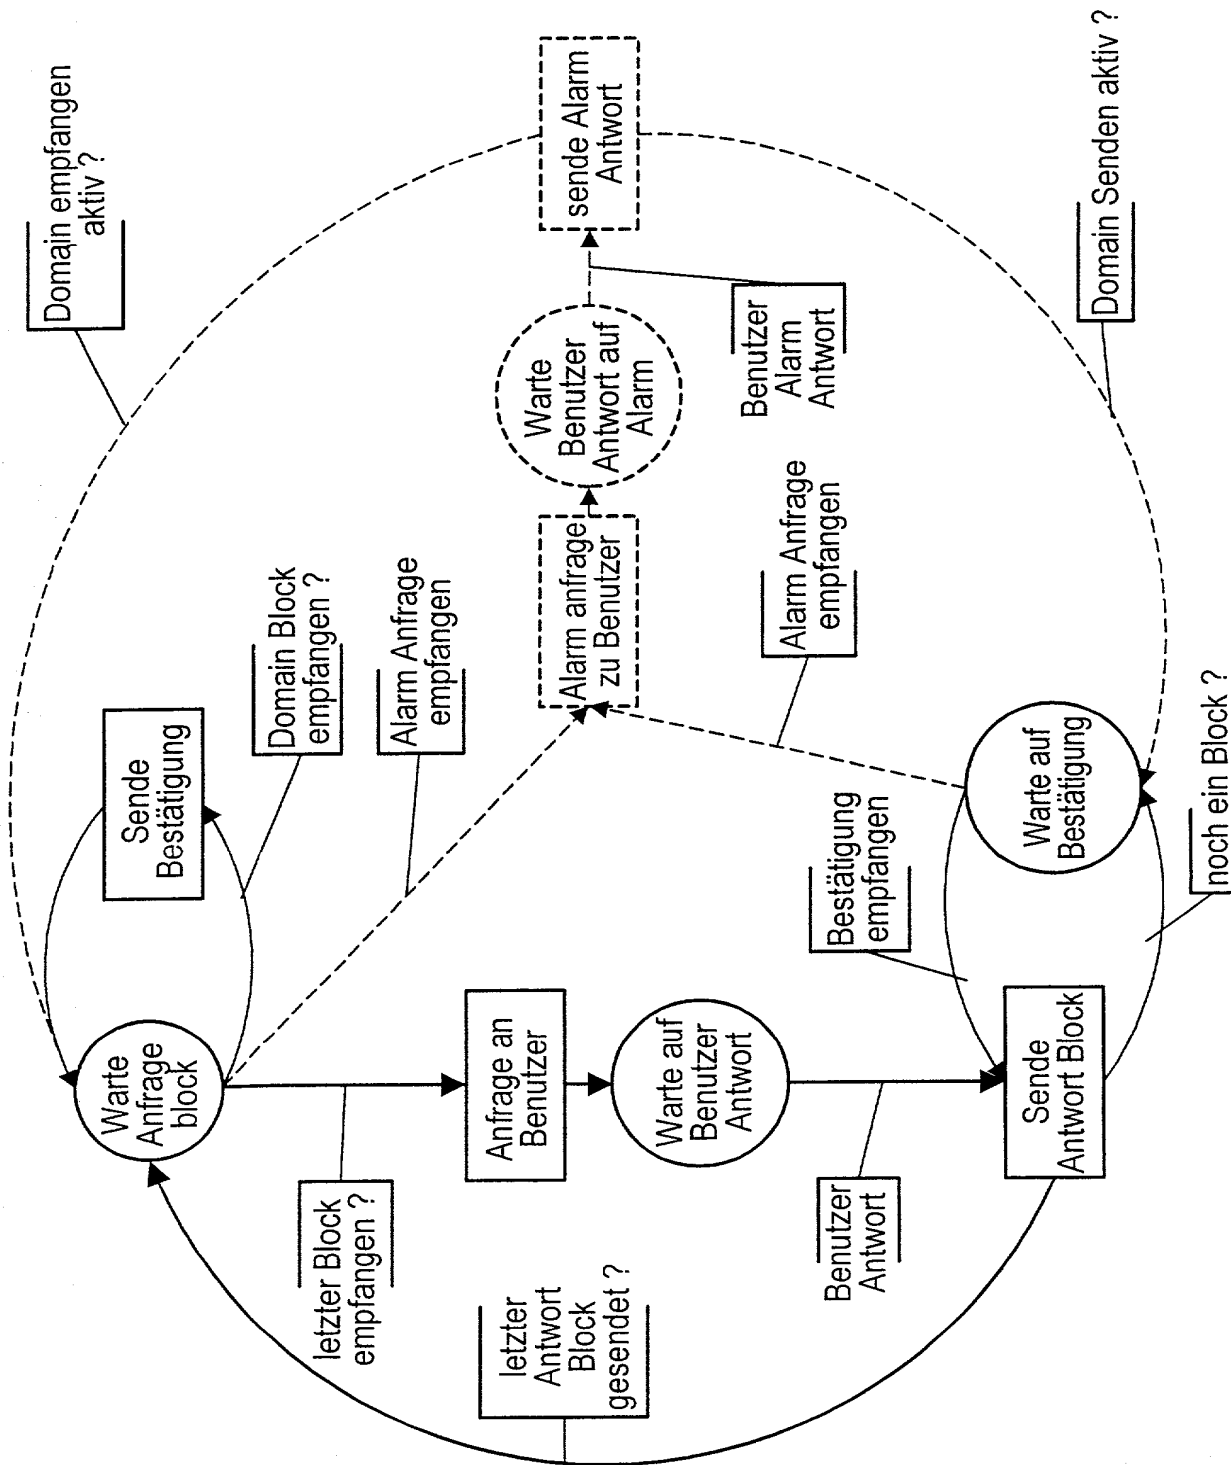 Domain empfangen
aktiv ?
sende Alarm
Antwort
Domain Senden aktiv ?
Warte
Benutzer
Antwort auf
Alarm
Benutzer
Alarm
Antwort
Alarm anfrage
zu Benutzer
Alarm Anfrage
empfangen
Domain Block
empfangen ?
Alarm Anfrage
empfangen
Sende
Bestätigung
Warte auf
Bestätigung
noch ein Block ?
Bestätigung
empfangen
Warte
Anfrage
block
Anfrage an
Benutzer
Warte auf
Benutzer
Antwort
Sende
Antwort Block
letzter Block
empfangen ?
Benutzer
Antwort
letzter
Antwort
Block
gesendet ?